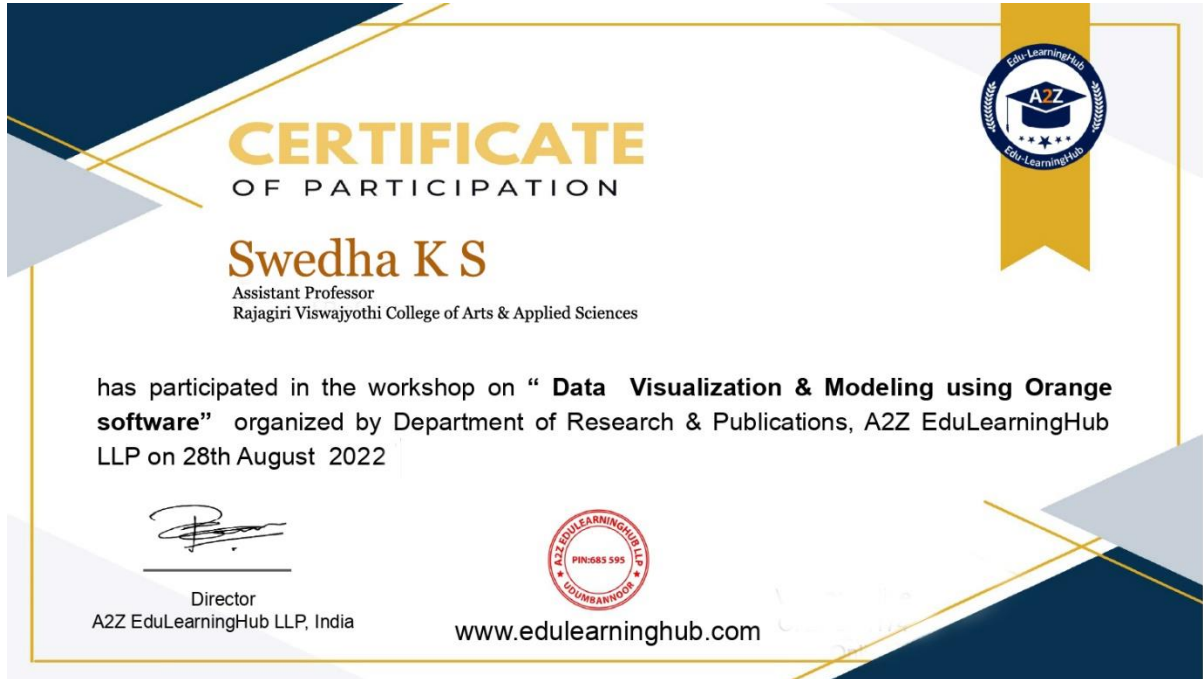 Edu-LearningHub
A2Z
Edu-LearningHub
CERTIFICATE
OF PARTICIPATION
Swedha K S
Assistant Professor
Rajagiri Viswajyothi College of Arts & Applied Sciences
has participated in the workshop on “ Data Visualization & Modeling using Orange
software” organized by Department of Research & Publications, A2Z EduLearningHub
LLP on 28th August 2022
A2Z EDULEARNINGHUB LLP
PIN:685 595
UDUMBANNOOR
Director
A2Z EduLearningHub LLP, India
www.edulearninghub.com